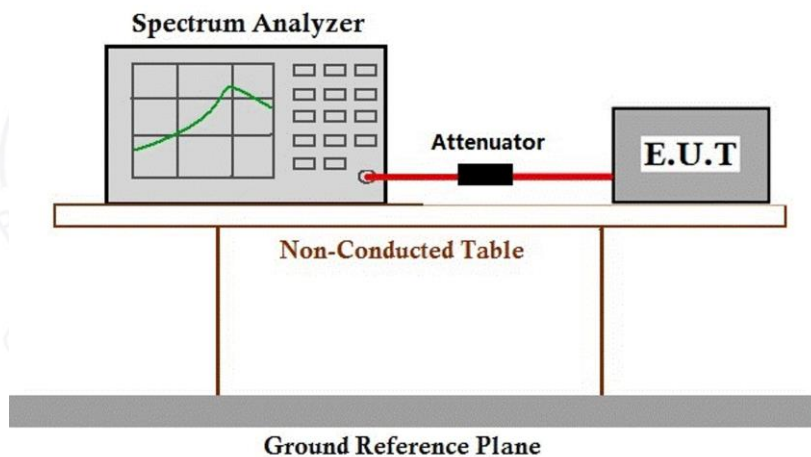 Spectrum Analyzer
Attenuator
E.U.T
Non-Conducted Table
Ground Reference Plane